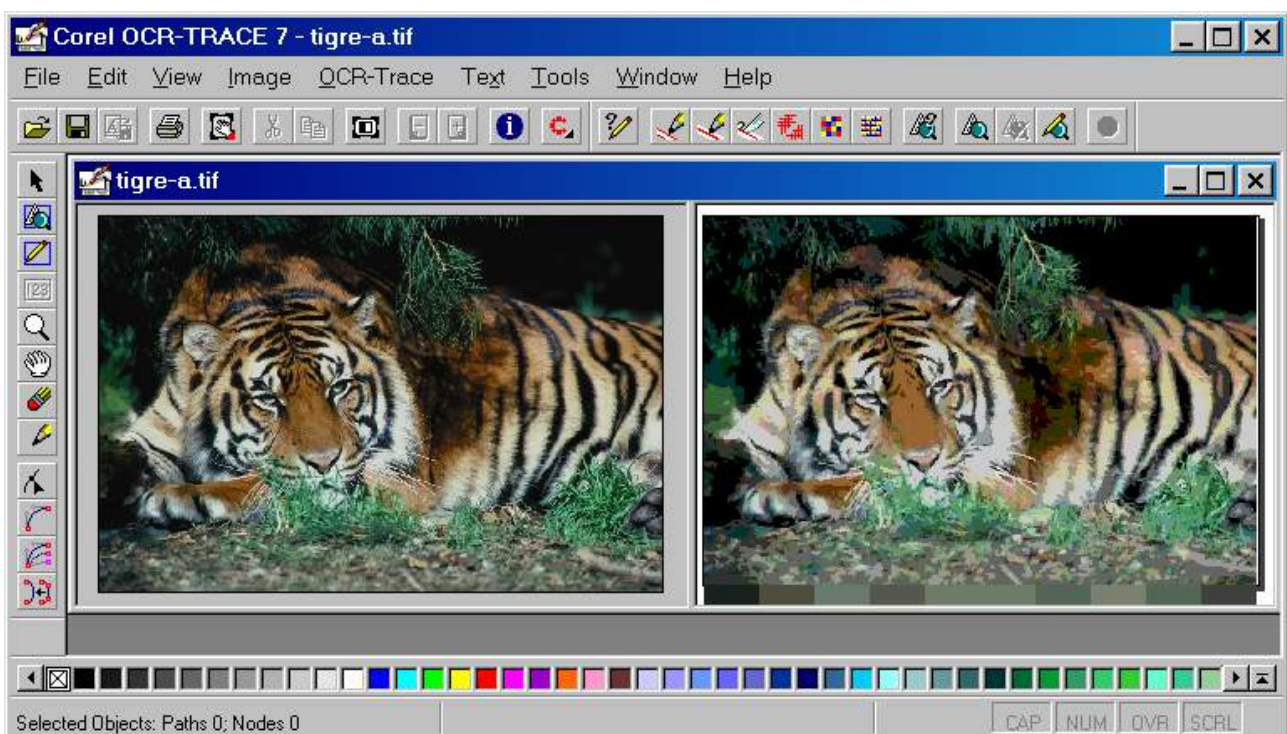 Corel OCR-TRACE 7 - tigre-a.tif
File Edit View Image OCR-Trace Text Tools Window Help
tigre-a.tif
123
Selected Objects: Paths 0; Nodes 0
CAP NUM OVR SCRL